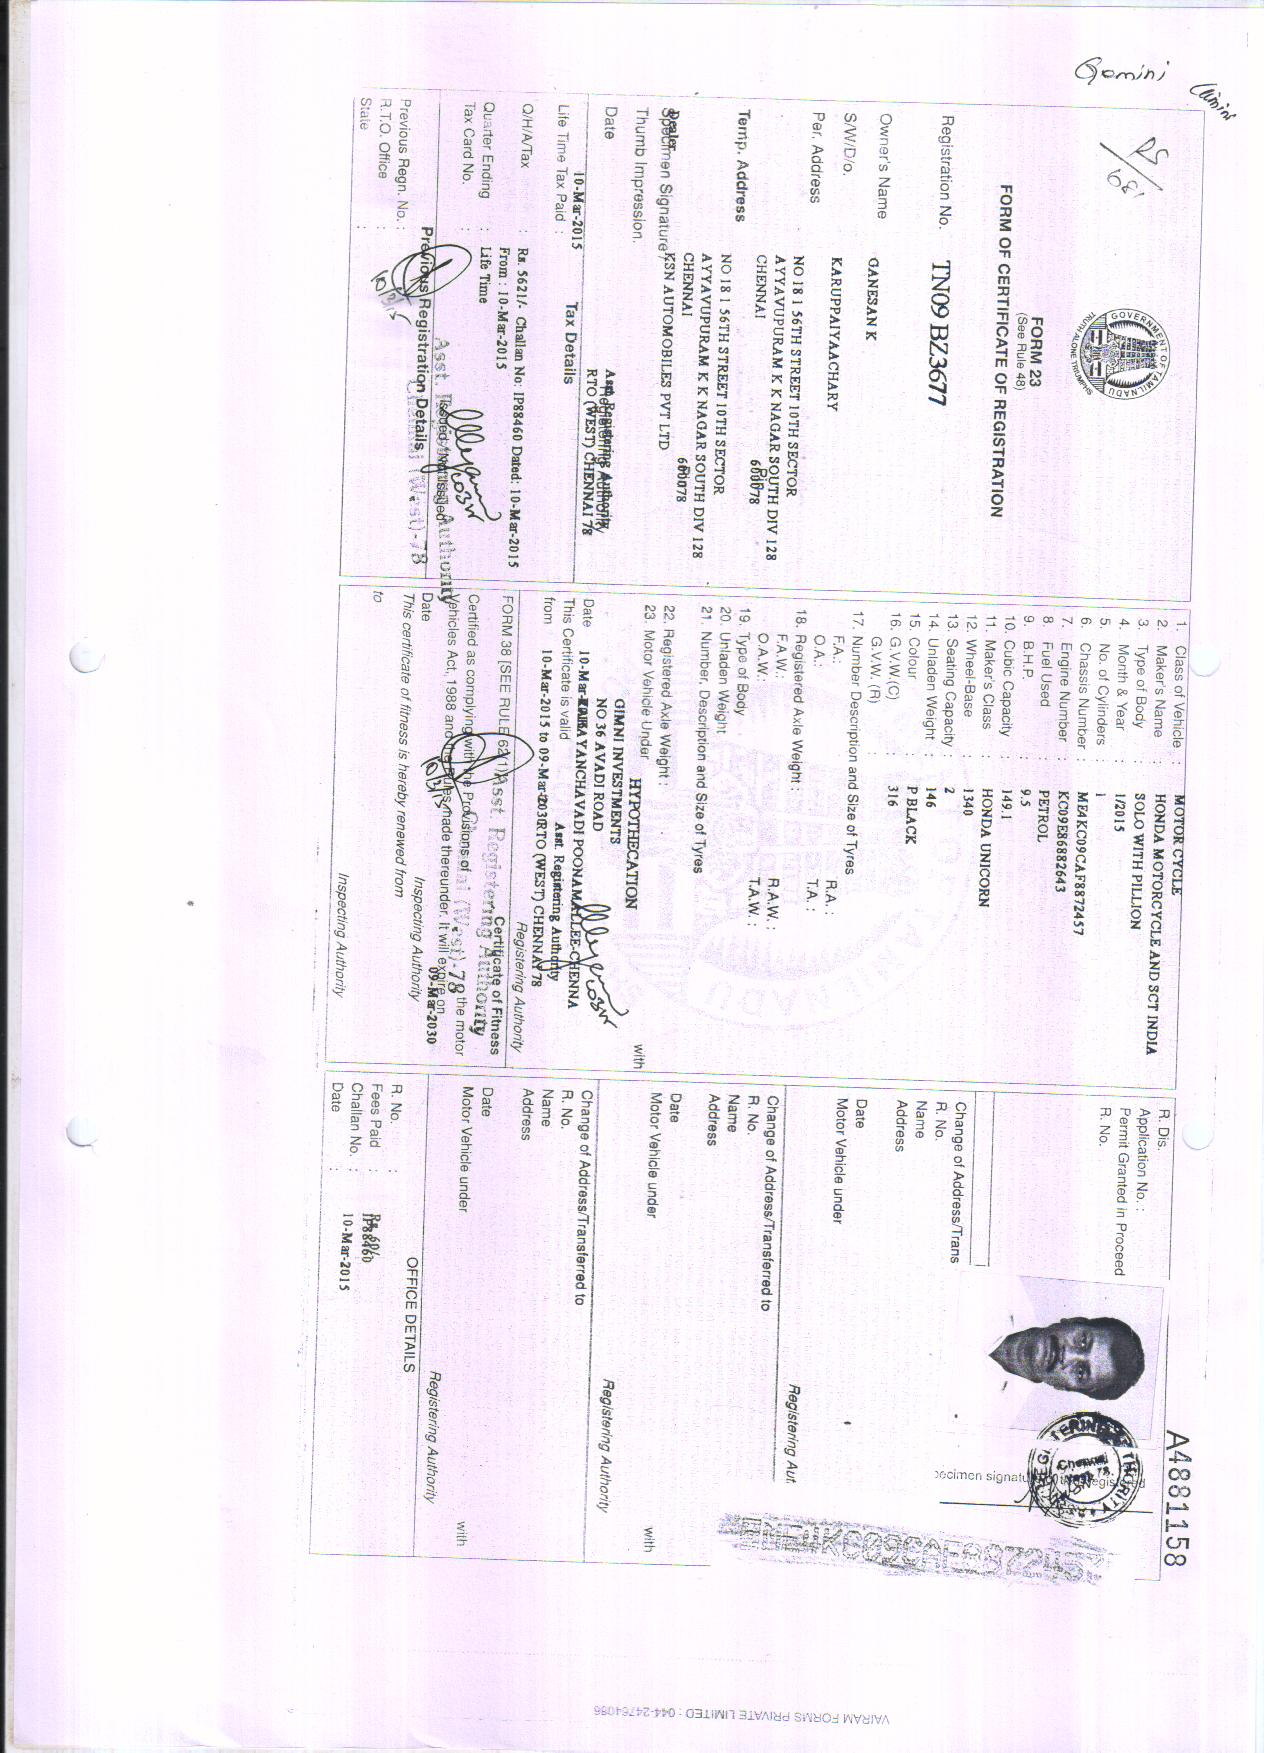 Gemini
GOVERNMENT OF TAMILNADU
TRUTH ALONE TRIUMPHS
FORM 23
(See Rule 48)
FORM OF CERTIFICATE OF REGISTRATION
Registration No. TN09 BZ3677
Owner's Name GANESAN K
S/W/D/o. KARUPPAIYAACHARY
Per. Address : NO 18 1 56TH STREET 10TH SECTOR
AYYAVUPURAM K K NAGAR SOUTH DIV 128
CHENNAI 600078
Temp. Address NO 18 1 56TH STREET 10TH SECTOR
AYYAVUPURAM K K NAGAR SOUTH DIV 128
CHENNAI 600078
Dealer KSN AUTOMOBILES PVT LTD
Specimen Signature/
Thumb Impression.
Date 10-Mar-2015
Asst. Registering Authority
RTO (WEST) CHENNAI 78
Tax Details
Life Time Tax Paid :
Q/H/A/Tax : Rs. 5621/- Challan No: IP88460 Dated: 10-Mar-2015
From : 10-Mar-2015
Quarter Ending : Life Time
Tax Card No. :
Previous Registration Details
Previous Regn. No. :
R.T.O. Office :
State :
10/3/15
1. Class of Vehicle : MOTOR CYCLE
2. Maker's Name : HONDA MOTORCYCLE AND SCT INDIA
3. Type of Body : SOLO WITH PILLION
4. Month & Year : 1/2015
5. No. of Cylinders : 1
6. Chassis Number : ME4KC09CAF8872457
7. Engine Number : KC09E86882643
8. Fuel Used : PETROL
9. B.H.P. : 9.5
10. Cubic Capacity : 149.1
11. Maker's Class : HONDA UNICORN
12. Wheel-Base : 1340
13. Seating Capacity : 2
14. Unladen Weight : 146
15. Colour : P BLACK
16. G.V.W.(C) : 316
G.V.W. (R) :
17. Number Description and Size of Tyres
F.A.: R.A. :
O.A.: T.A. :
18. Registered Axle Weight :
F.A.W.: R.A.W. :
O.A.W.: T.A.W. :
19. Type of Body
20. Unladen Weight
21. Number, Description and Size of Tyres
22. Registered Axle Weight :
23. Motor Vehicle Under HYPOTHECATION with
GIMNI INVESTMENTS
NO 36 AVADI ROAD
KARAYANCHAVADI POONAMALLEE-CHENNA
Date 10-Mar-2015
This Certificate is valid
Asst. Registering Authority
from 10-Mar-2015 to 09-Mar-2030 RTO (WEST) CHENNAI 78
Registering Authority
FORM 38 [SEE RULE 62(1)] Certificate of Fitness
Asst. Registering Authority
Chennai (West)-78
Certified as complying with the Provisions of the motor
Vehicles Act, 1988 and the Rules made thereunder. It will expire on
Date 10/3/15 09-Mar-2030
Inspecting Authority
This certificate of fitness is hereby renewed from
to
Inspecting Authority
A4881158
R. Dis.
Application No. :
Permit Granted in Proceed
R. No.
Change of Address/Trans
R. No.
Name
Address
Date
Motor Vehicle under
Registering Aut.
Change of Address/Transferred to
R. No.
Name
Address
Date
Motor Vehicle under with
Registering Authority
Change of Address/Transferred to
R. No.
Name
Address
Date
Motor Vehicle under with
Registering Authority
OFFICE DETAILS
R. No. :
Fees Paid : Rs. 60/-
Challan No. : IP88460
Date : 10-Mar-2015
VAIRAM FORMS PRIVATE LIMITED : 044-24764086